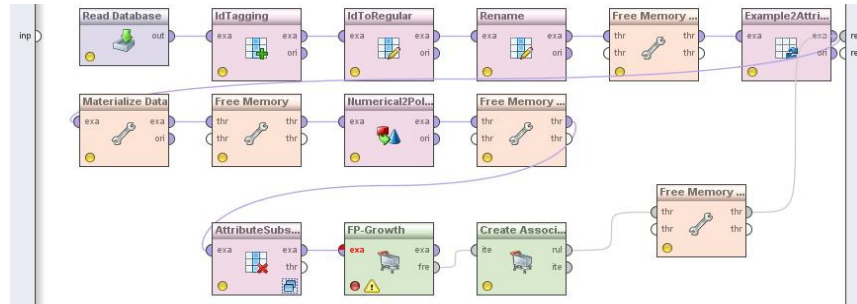 Read Database IdTagging IdToRegular Rename Free Memory ... Example2Attri...
inp out exa exa exa exa exa exa thr thr exa exa re
ori ori thr thr ori re
Materialize Data Free Memory Numerical2Pol... Free Memory ...
exa exa thr thr exa exa thr thr
ori thr thr ori thr thr
Free Memory ...
thr thr
thr thr
AttributeSubs... FP-Growth Create Associ...
exa exa exa exa ite rul
thr fre ite